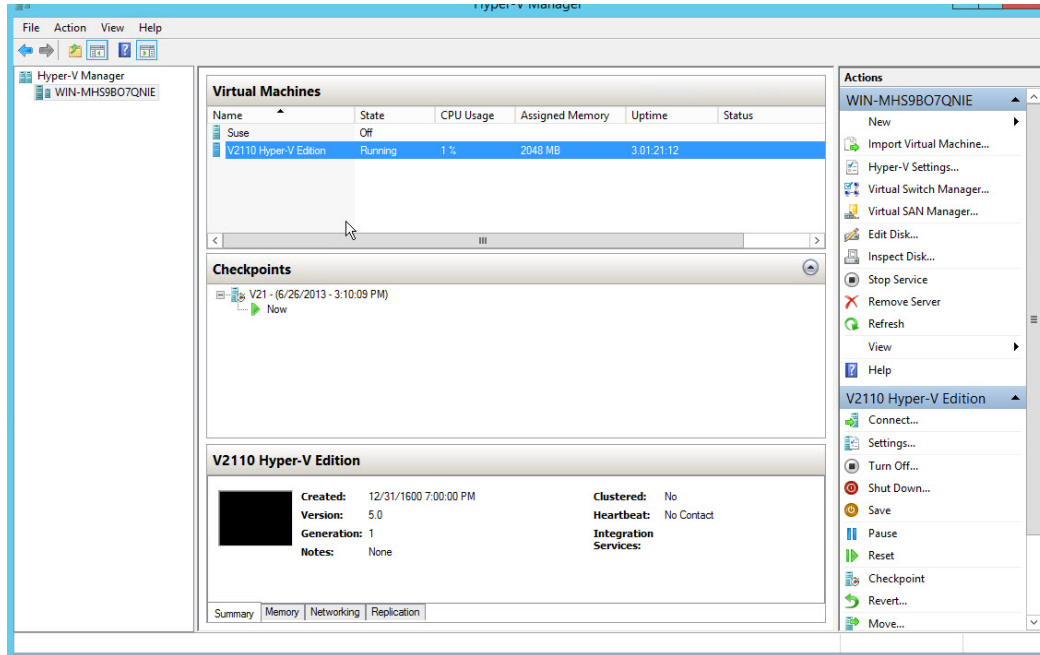 Hyper-V Manager
File Action View Help
Hyper-V Manager
WIN-MHS9BO7QNIE
Virtual Machines
Name State CPU Usage Assigned Memory Uptime Status
Suse Off
V2110 Hyper-V Edition Running 1 % 2048 MB 3.01:21:12
Checkpoints
V21 - (6/26/2013 - 3:10:09 PM)
Now
V2110 Hyper-V Edition
Created: 12/31/1600 7:00:00 PM Clustered: No
Version: 5.0 Heartbeat: No Contact
Generation: 1 Integration
Services:
Notes: None
Summary Memory Networking Replication
Actions
WIN-MHS9BO7QNIE
New
Import Virtual Machine...
Hyper-V Settings...
Virtual Switch Manager...
Virtual SAN Manager...
Edit Disk...
Inspect Disk...
Stop Service
Remove Server
Refresh
View
Help
V2110 Hyper-V Edition
Connect...
Settings...
Turn Off...
Shut Down...
Save
Pause
Reset
Checkpoint
Revert...
Move...